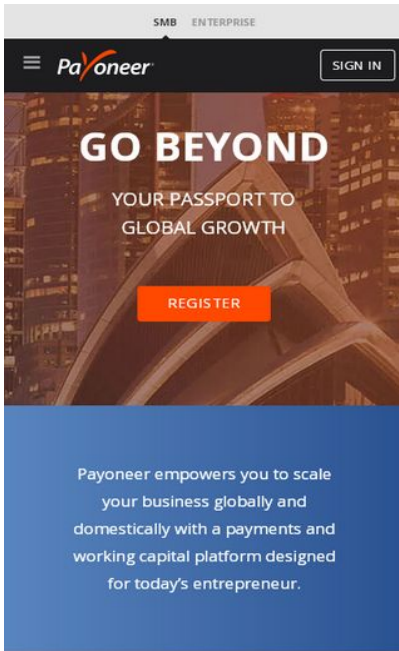 SMB ENTERPRISE
Payoneer
SIGN IN
GO BEYOND
YOUR PASSPORT TO
GLOBAL GROWTH
REGISTER
Payoneer empowers you to scale
your business globally and
domestically with a payments and
working capital platform designed
for today’s entrepreneur.